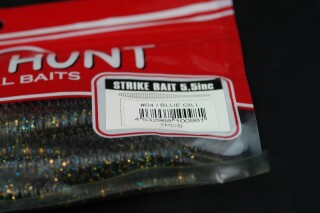 HUNT
L BAITS
STRIKE BAIT 5.5inc
#04 / BLUE GILL
7PCS